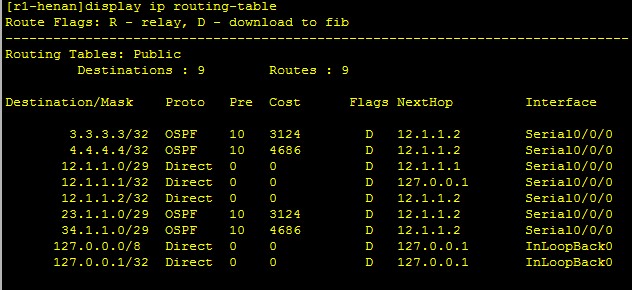 [r1-henan]display ip routing-table
Route Flags: R - relay, D - download to fib
------------------------------------------------------------------------------
Routing Tables: Public
         Destinations : 9        Routes : 9

Destination/Mask    Proto   Pre  Cost      Flags NextHop         Interface

        3.3.3.3/32  OSPF    10   3124        D   12.1.1.2        Serial0/0/0
        4.4.4.4/32  OSPF    10   4686        D   12.1.1.2        Serial0/0/0
       12.1.1.0/29  Direct  0    0           D   12.1.1.1        Serial0/0/0
       12.1.1.1/32  Direct  0    0           D   127.0.0.1       Serial0/0/0
       12.1.1.2/32  Direct  0    0           D   12.1.1.2        Serial0/0/0
       23.1.1.0/29  OSPF    10   3124        D   12.1.1.2        Serial0/0/0
       34.1.1.0/29  OSPF    10   4686        D   12.1.1.2        Serial0/0/0
      127.0.0.0/8   Direct  0    0           D   127.0.0.1       InLoopBack0
      127.0.0.1/32  Direct  0    0           D   127.0.0.1       InLoopBack0